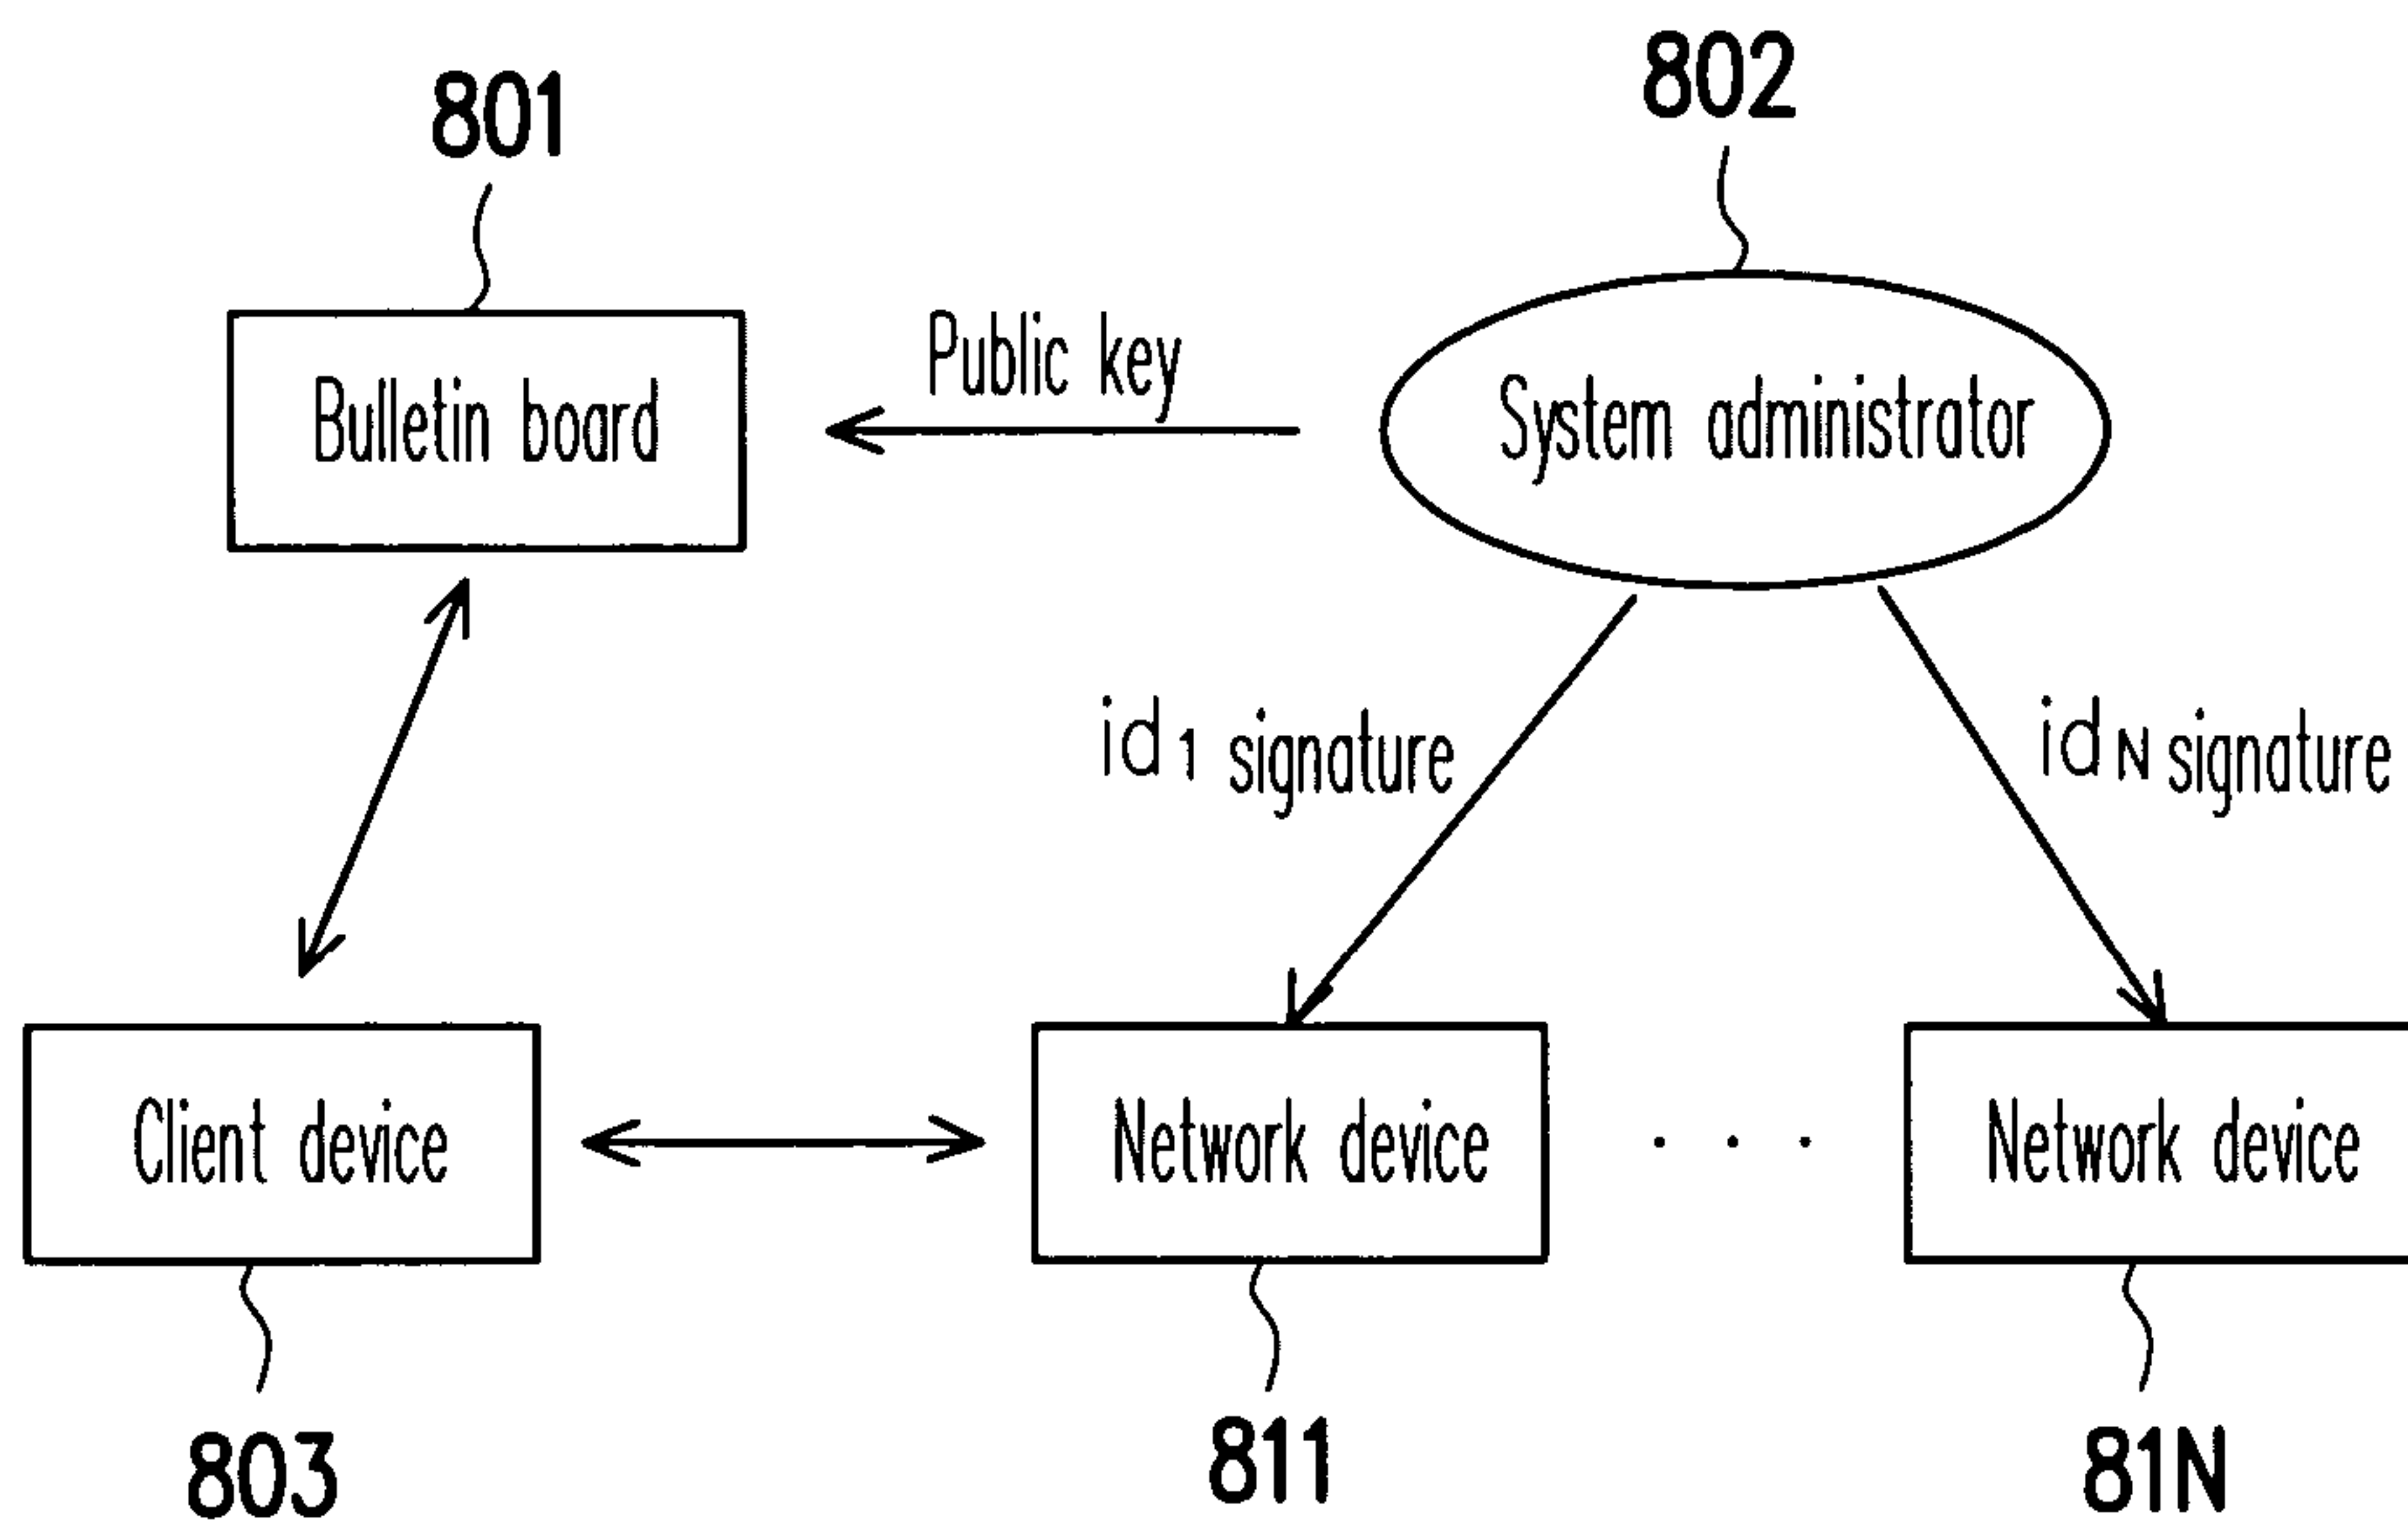 802
801
Public key
Bulletin board
System administrator
id1 signature
idN signature
Client device
Network device
. . .
Network device
803
811
81N